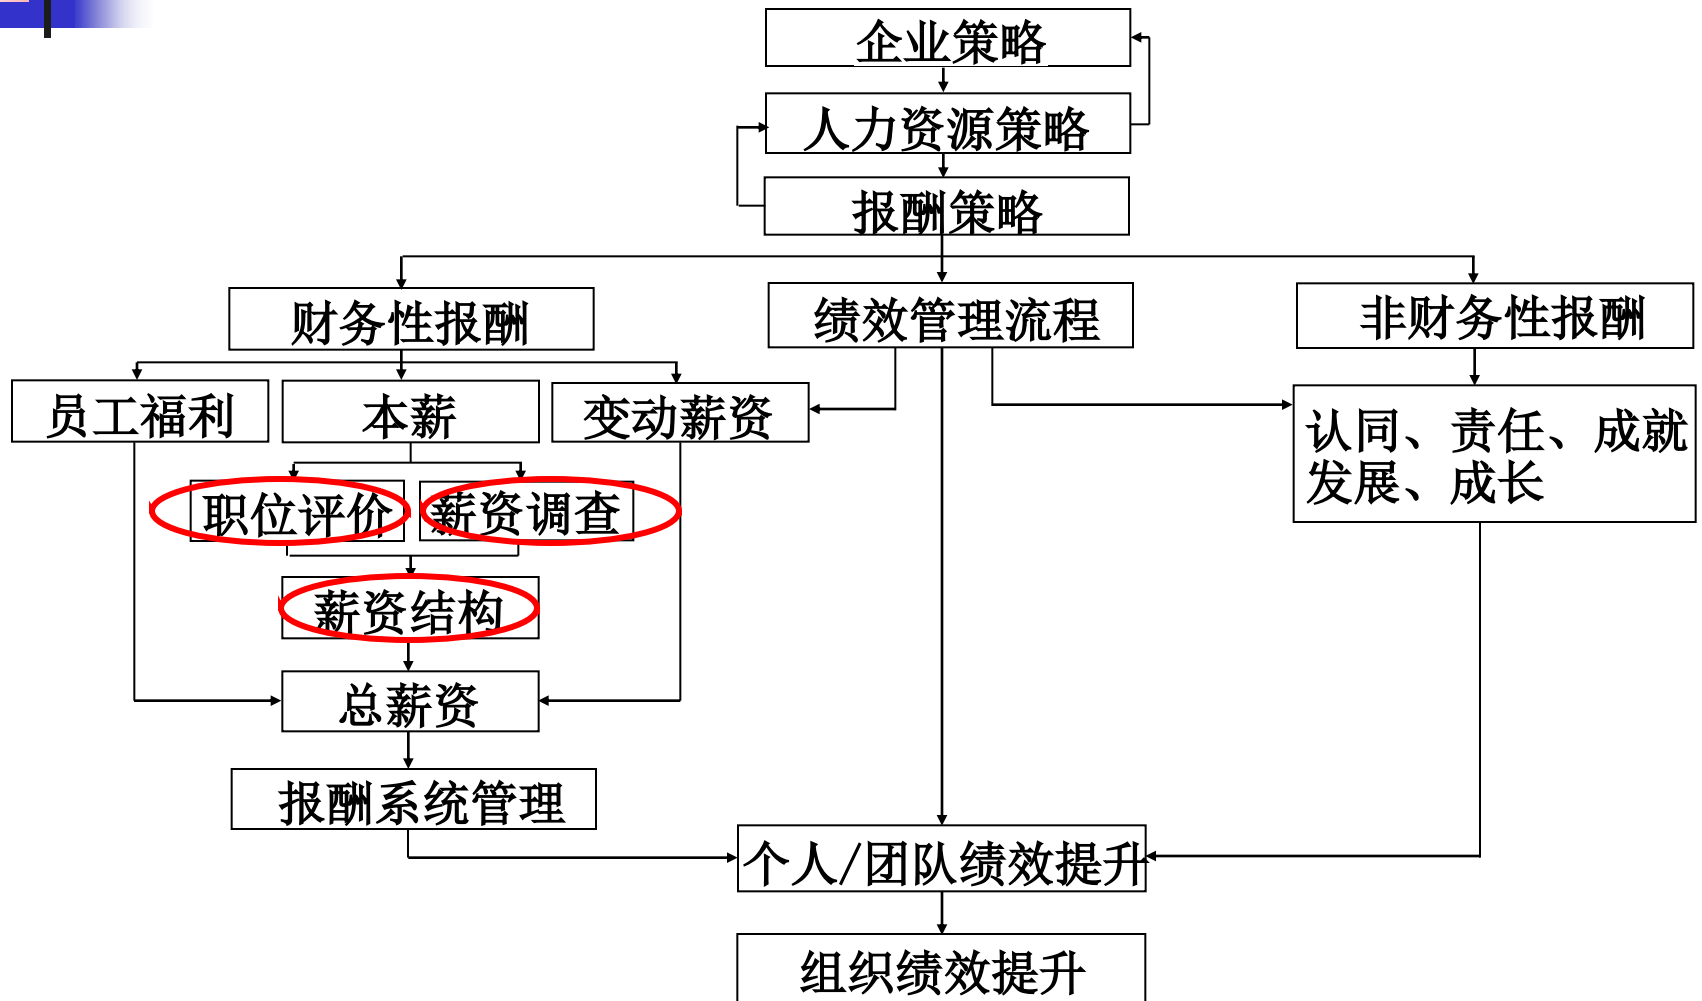 企业策略
人力资源策略
报酬策略
财务性报酬
绩效管理流程
非财务性报酬
员工福利
本薪
变动薪资
认同、责任、成就
发展、成长
职位评价
薪资调查
薪资结构
总薪资
报酬系统管理
个人/团队绩效提升
组织绩效提升